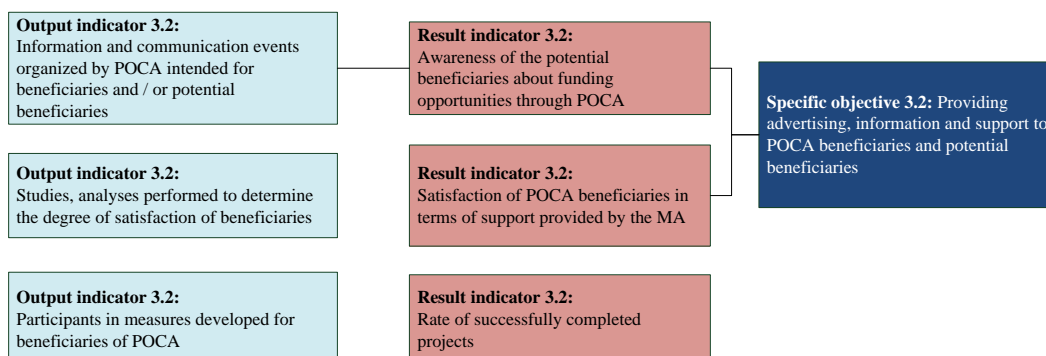 Output indicator 3.2:
Information and communication events
organized by POCA intended for
beneficiaries and / or potential
beneficiaries
Result indicator 3.2:
Awareness of the potential
beneficiaries about funding
opportunities through POCA
Specific objective 3.2: Providing
advertising, information and support to
POCA beneficiaries and potential
beneficiaries
Output indicator 3.2:
Studies, analyses performed to determine
the degree of satisfaction of beneficiaries
Result indicator 3.2:
Satisfaction of POCA beneficiaries in
terms of support provided by the MA
Output indicator 3.2:
Participants in measures developed for
beneficiaries of POCA
Result indicator 3.2:
Rate of successfully completed
projects